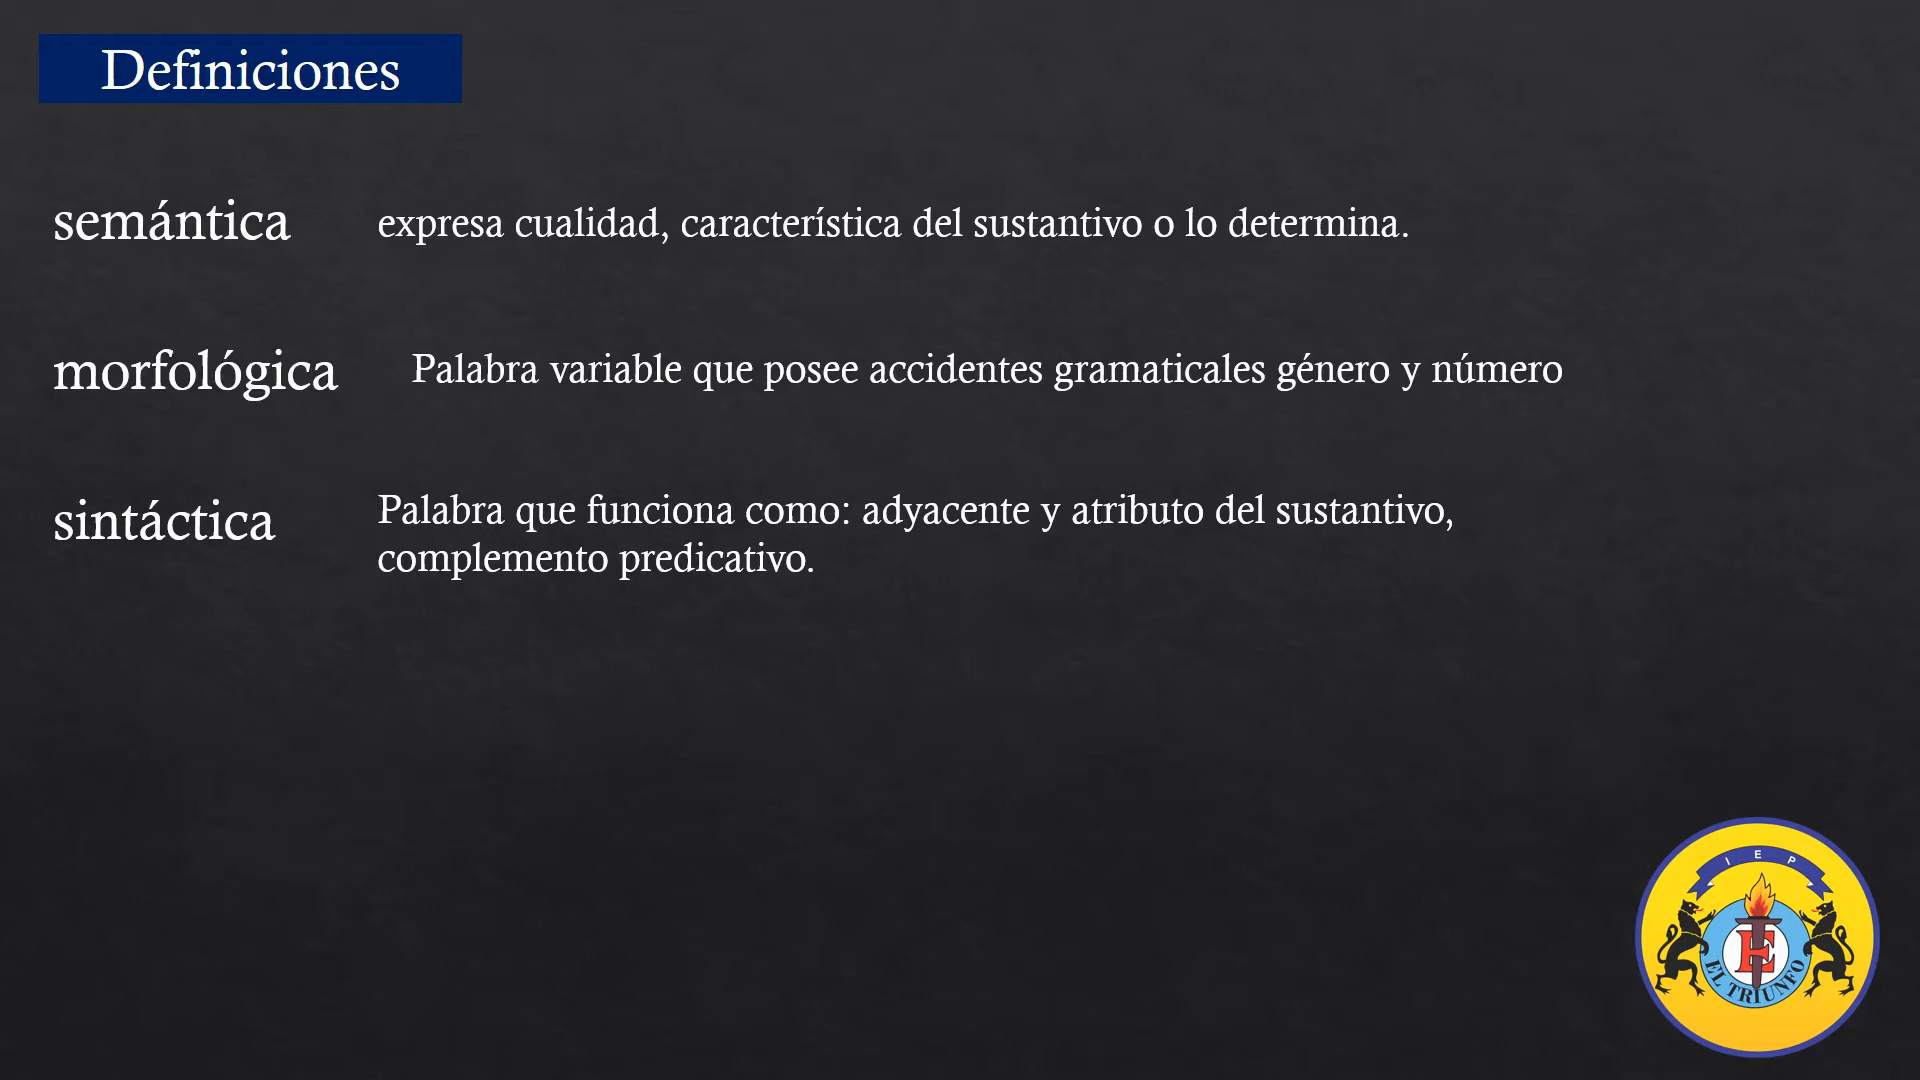 Definiciones
semántica expresa cualidad, característica del sustantivo o lo determina.
morfológica Palabra variable que posee accidentes gramaticales género y número
sintáctica Palabra que funciona como: adyacente y atributo del sustantivo,
complemento predicativo.
I E P
E
EL TRIUNFO